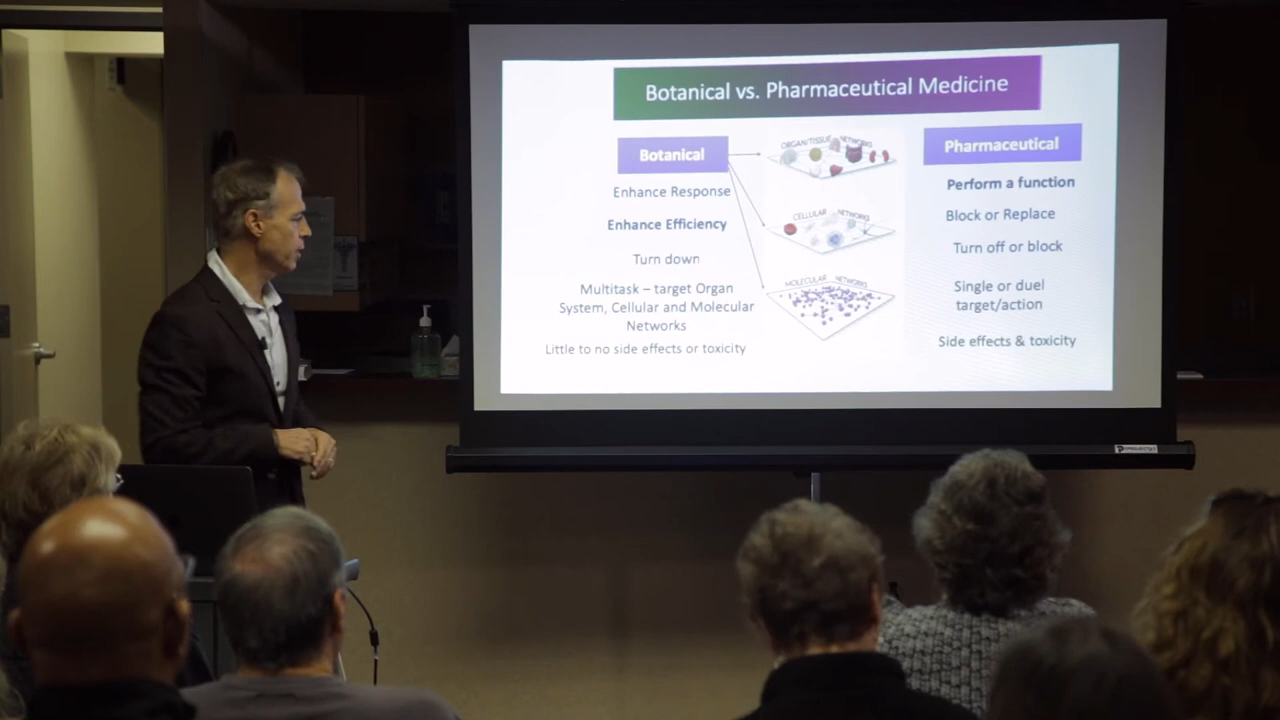 Botanical vs. Pharmaceutical Medicine
Botanical
Enhance Response
Enhance Efficiency
Turn down
Multitask – target Organ
System, Cellular and Molecular
Networks
Little to no side effects or toxicity
ORGAN/TISSUE NETWORKS
CELLULAR NETWORKS
MOLECULAR NETWORKS
Pharmaceutical
Perform a function
Block or Replace
Turn off or block
Single or duel
target/action
Side effects & toxicity